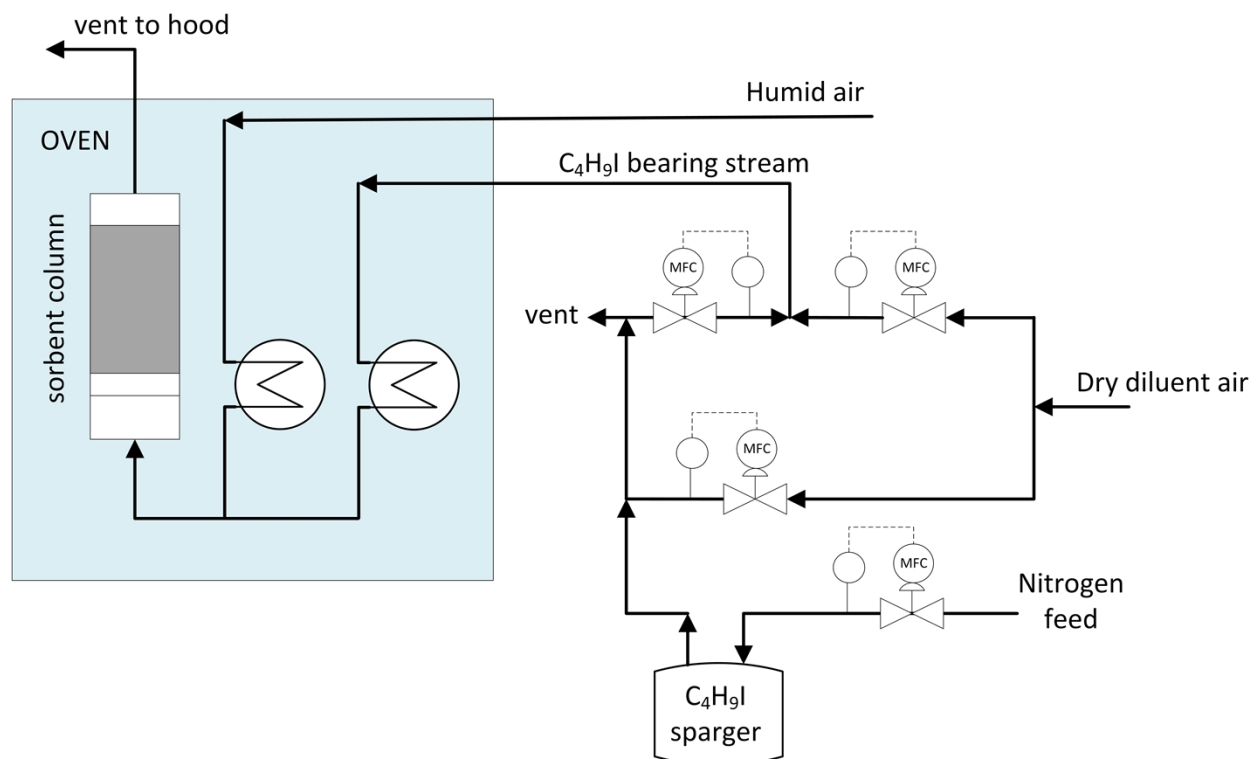 vent to hood
Humid air
OVEN
C₄H₉I bearing stream
sorbent column
MFC
MFC
vent
Dry diluent air
MFC
MFC
Nitrogen
feed
C₄H₉I
sparger